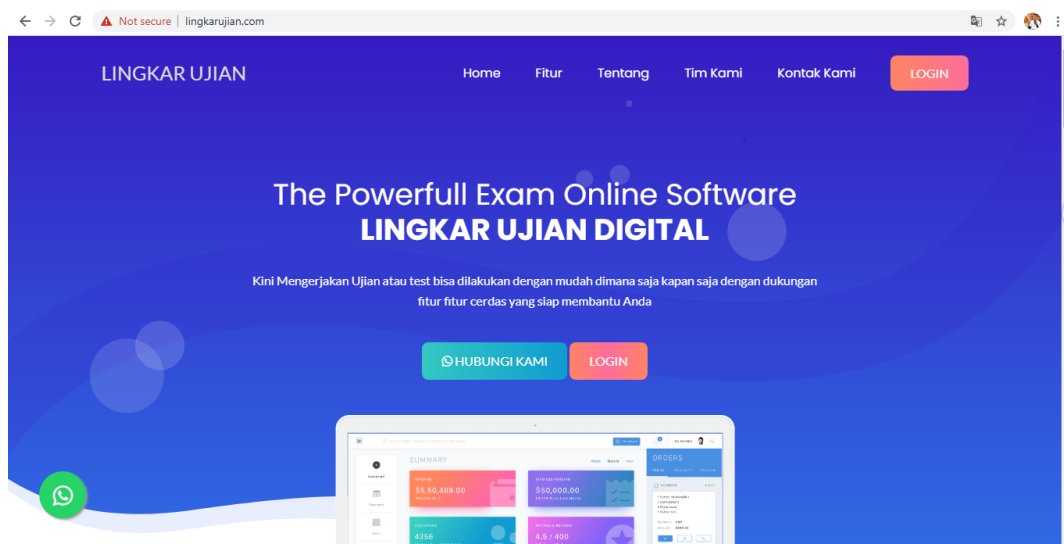 Not secure | lingkarujian.com
LINGKAR UJIAN
Home Fitur Tentang Tim Kami Kontak Kami LOGIN
The Powerfull Exam Online Software
LINGKAR UJIAN DIGITAL
Kini Mengerjakan Ujian atau test bisa dilakukan dengan mudah dimana saja kapan saja dengan dukungan
fitur fitur cerdas yang siap membantu Anda
HUBUNGI KAMI LOGIN
SUMMARY
ORDERS
$5,50,489.00
$50,000.00
4356
4.5 / 400